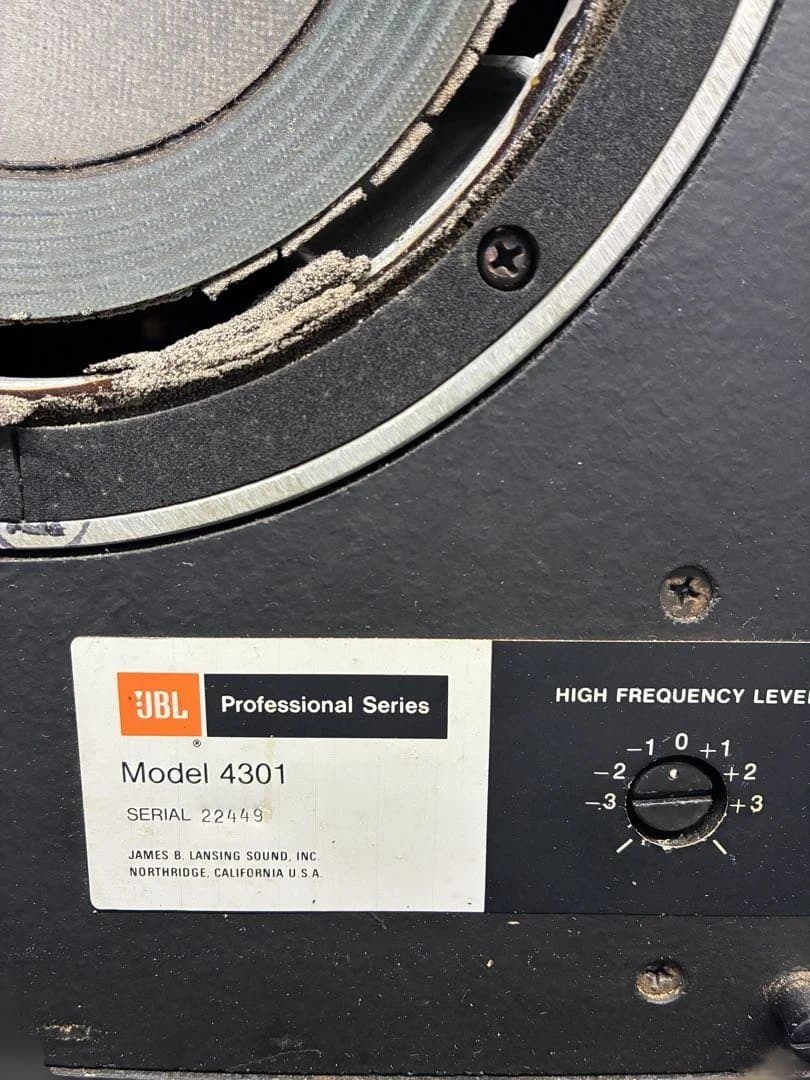 JBL Professional Series
®
Model 4301
SERIAL 22449
JAMES B. LANSING SOUND, INC.
NORTHRIDGE, CALIFORNIA U.S.A.
HIGH FREQUENCY LEVE
-1 0 +1
-2 +2
-3 +3